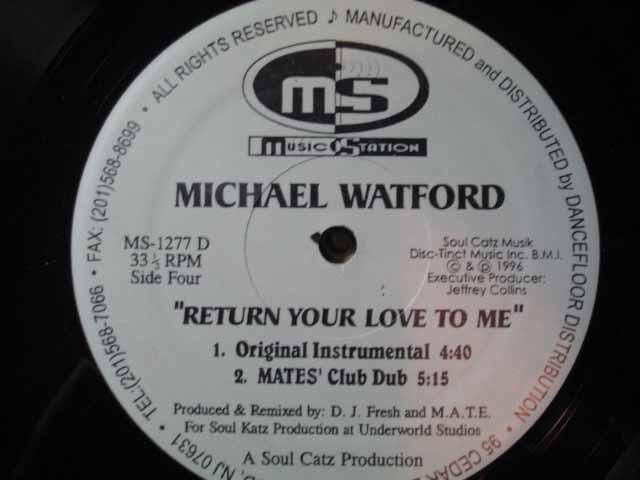 ALL RIGHTS RESERVED ♪ MANUFACTURED and DISTRIBUTED by DANCEFLOOR DISTRIBUTION • 95 CEDAR
NJ 07631 • TEL:(201)568-7066 • FAX: (201)568-8699 •
MS
MUSIC STATION
MICHAEL WATFORD
MS-1277 D
33 1/3 RPM
Side Four
Soul Catz Musik
Disc-Tinct Music Inc. B.M.I.
© & ℗ 1996
Executive Producer:
Jeffrey Collins
"RETURN YOUR LOVE TO ME"
1. Original Instrumental 4:40
2. MATES' Club Dub 5:15
Produced & Remixed by: D. J. Fresh and M.A.T.E.
For Soul Katz Production at Underworld Studios
A Soul Catz Production